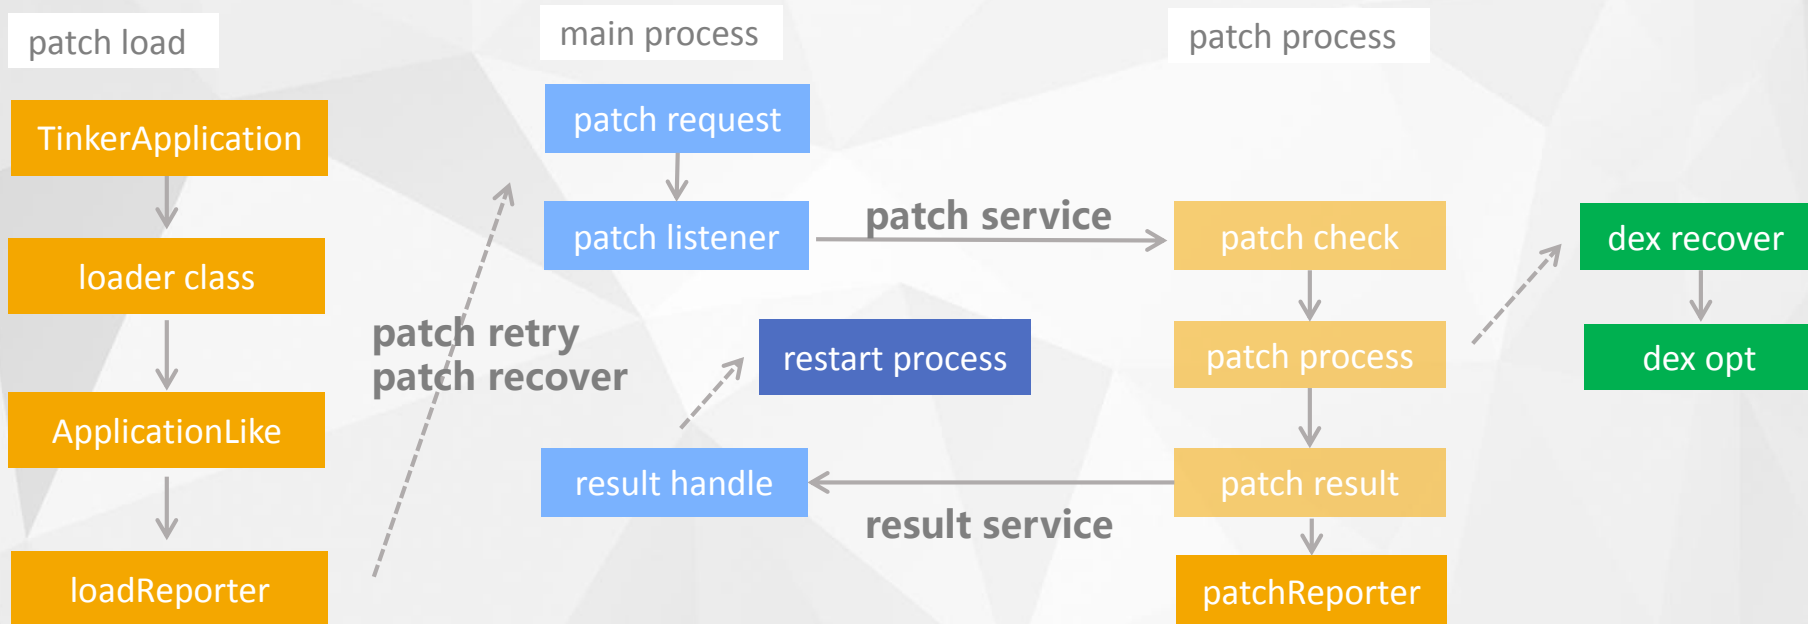 patch load
TinkerApplication
loader class
ApplicationLike
loadReporter
patch retry
patch recover
main process
patch request
patch listener
restart process
result handle
patch service
result service
patch process
patch check
patch process
patch result
patchReporter
dex recover
dex opt